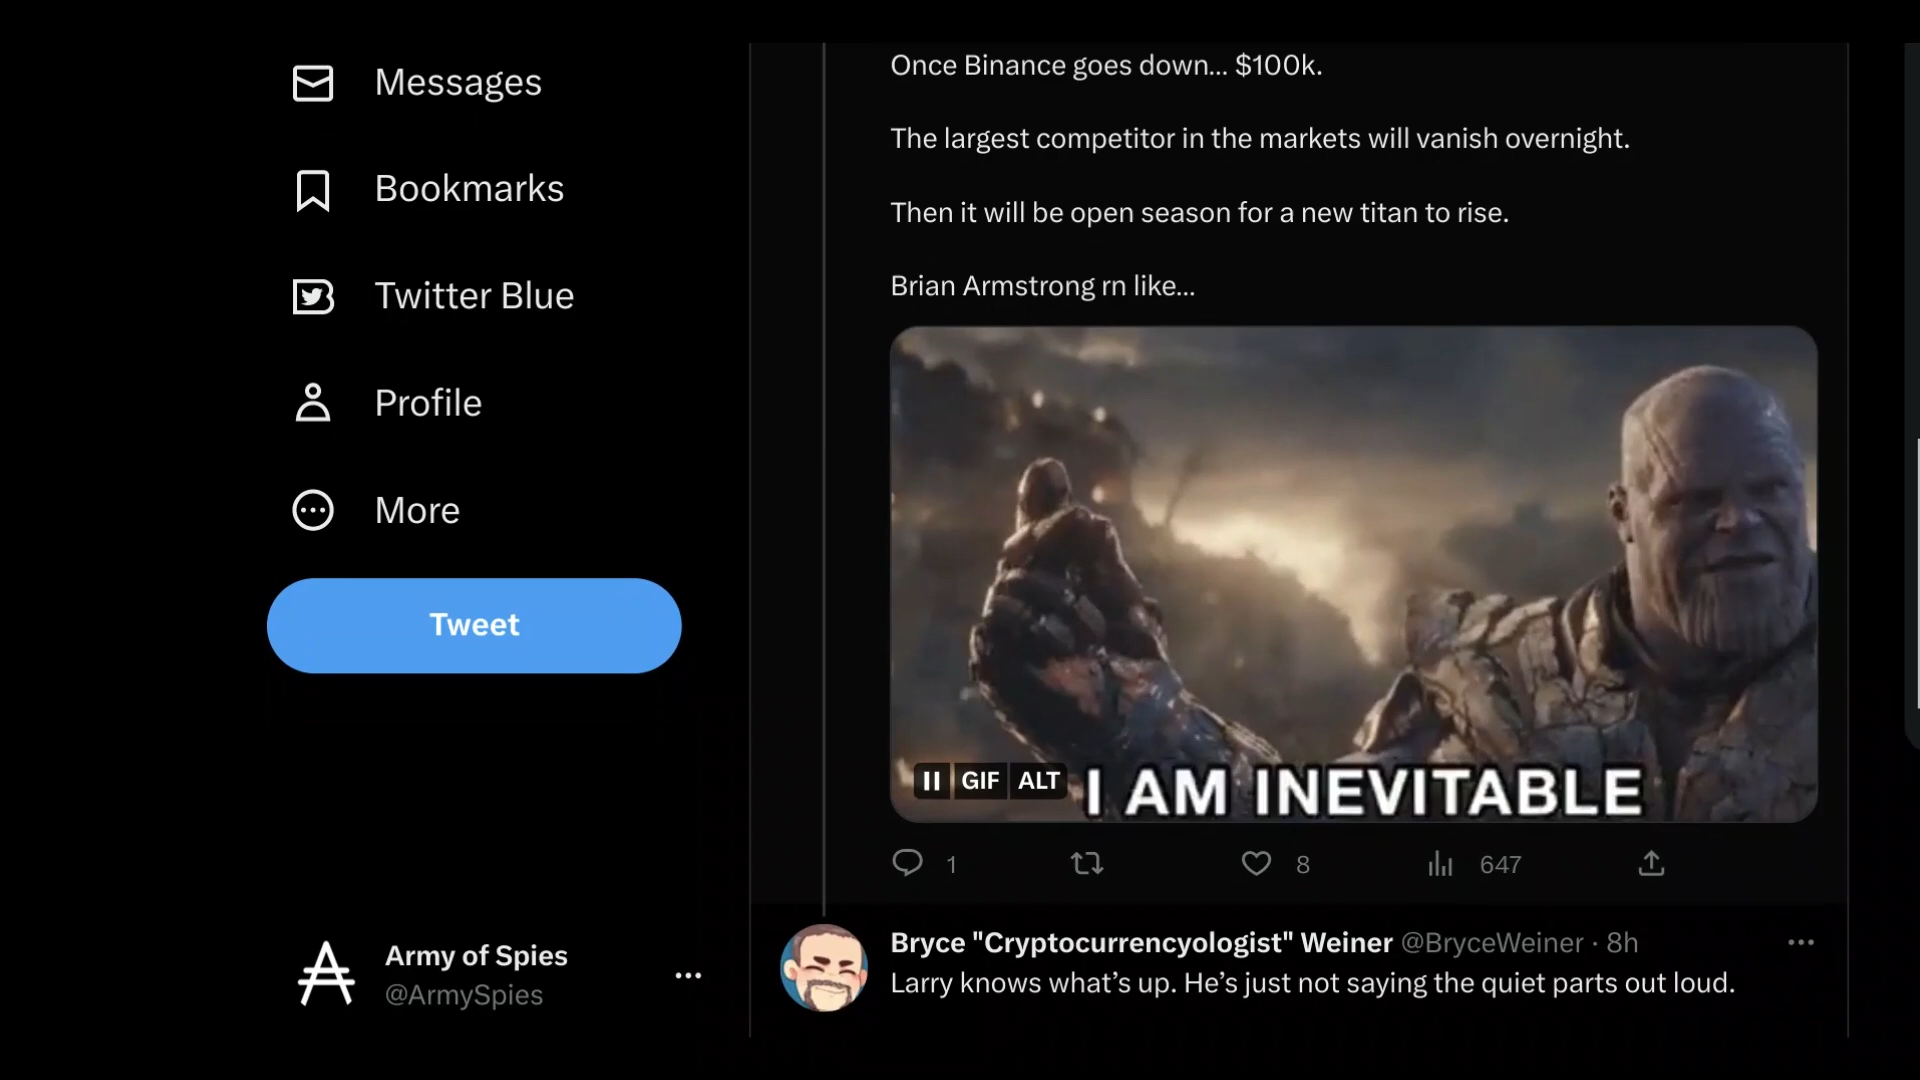 Messages
Bookmarks
Twitter Blue
Profile
More
Tweet
Army of Spies
@ArmySpies
Once Binance goes down... $100k.
The largest competitor in the markets will vanish overnight.
Then it will be open season for a new titan to rise.
Brian Armstrong rn like...
GIF ALT I AM INEVITABLE
1 8 647
Bryce "Cryptocurrencyologist" Weiner @BryceWeiner · 8h
Larry knows what’s up. He’s just not saying the quiet parts out loud.